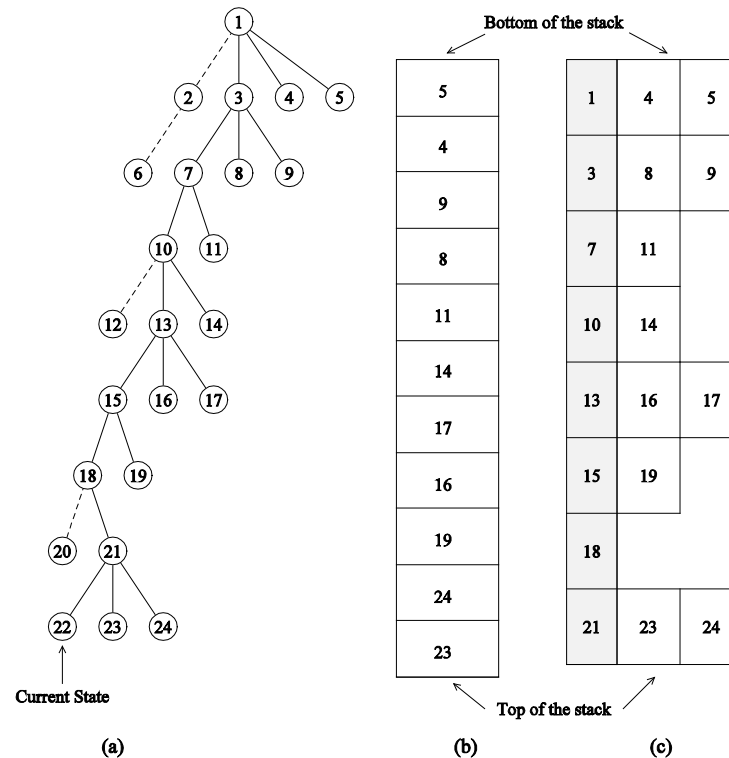 Bottom of the stack
1
2 3 4 5
6 7 8 9
10 11
12 13 14
15 16 17
18 19
20 21
22 23 24
Current State
(a)
5
4
9
8
11
14
17
16
19
24
23
(b)
1 4 5
3 8 9
7 11
10 14
13 16 17
15 19
18
21 23 24
Top of the stack
(c)